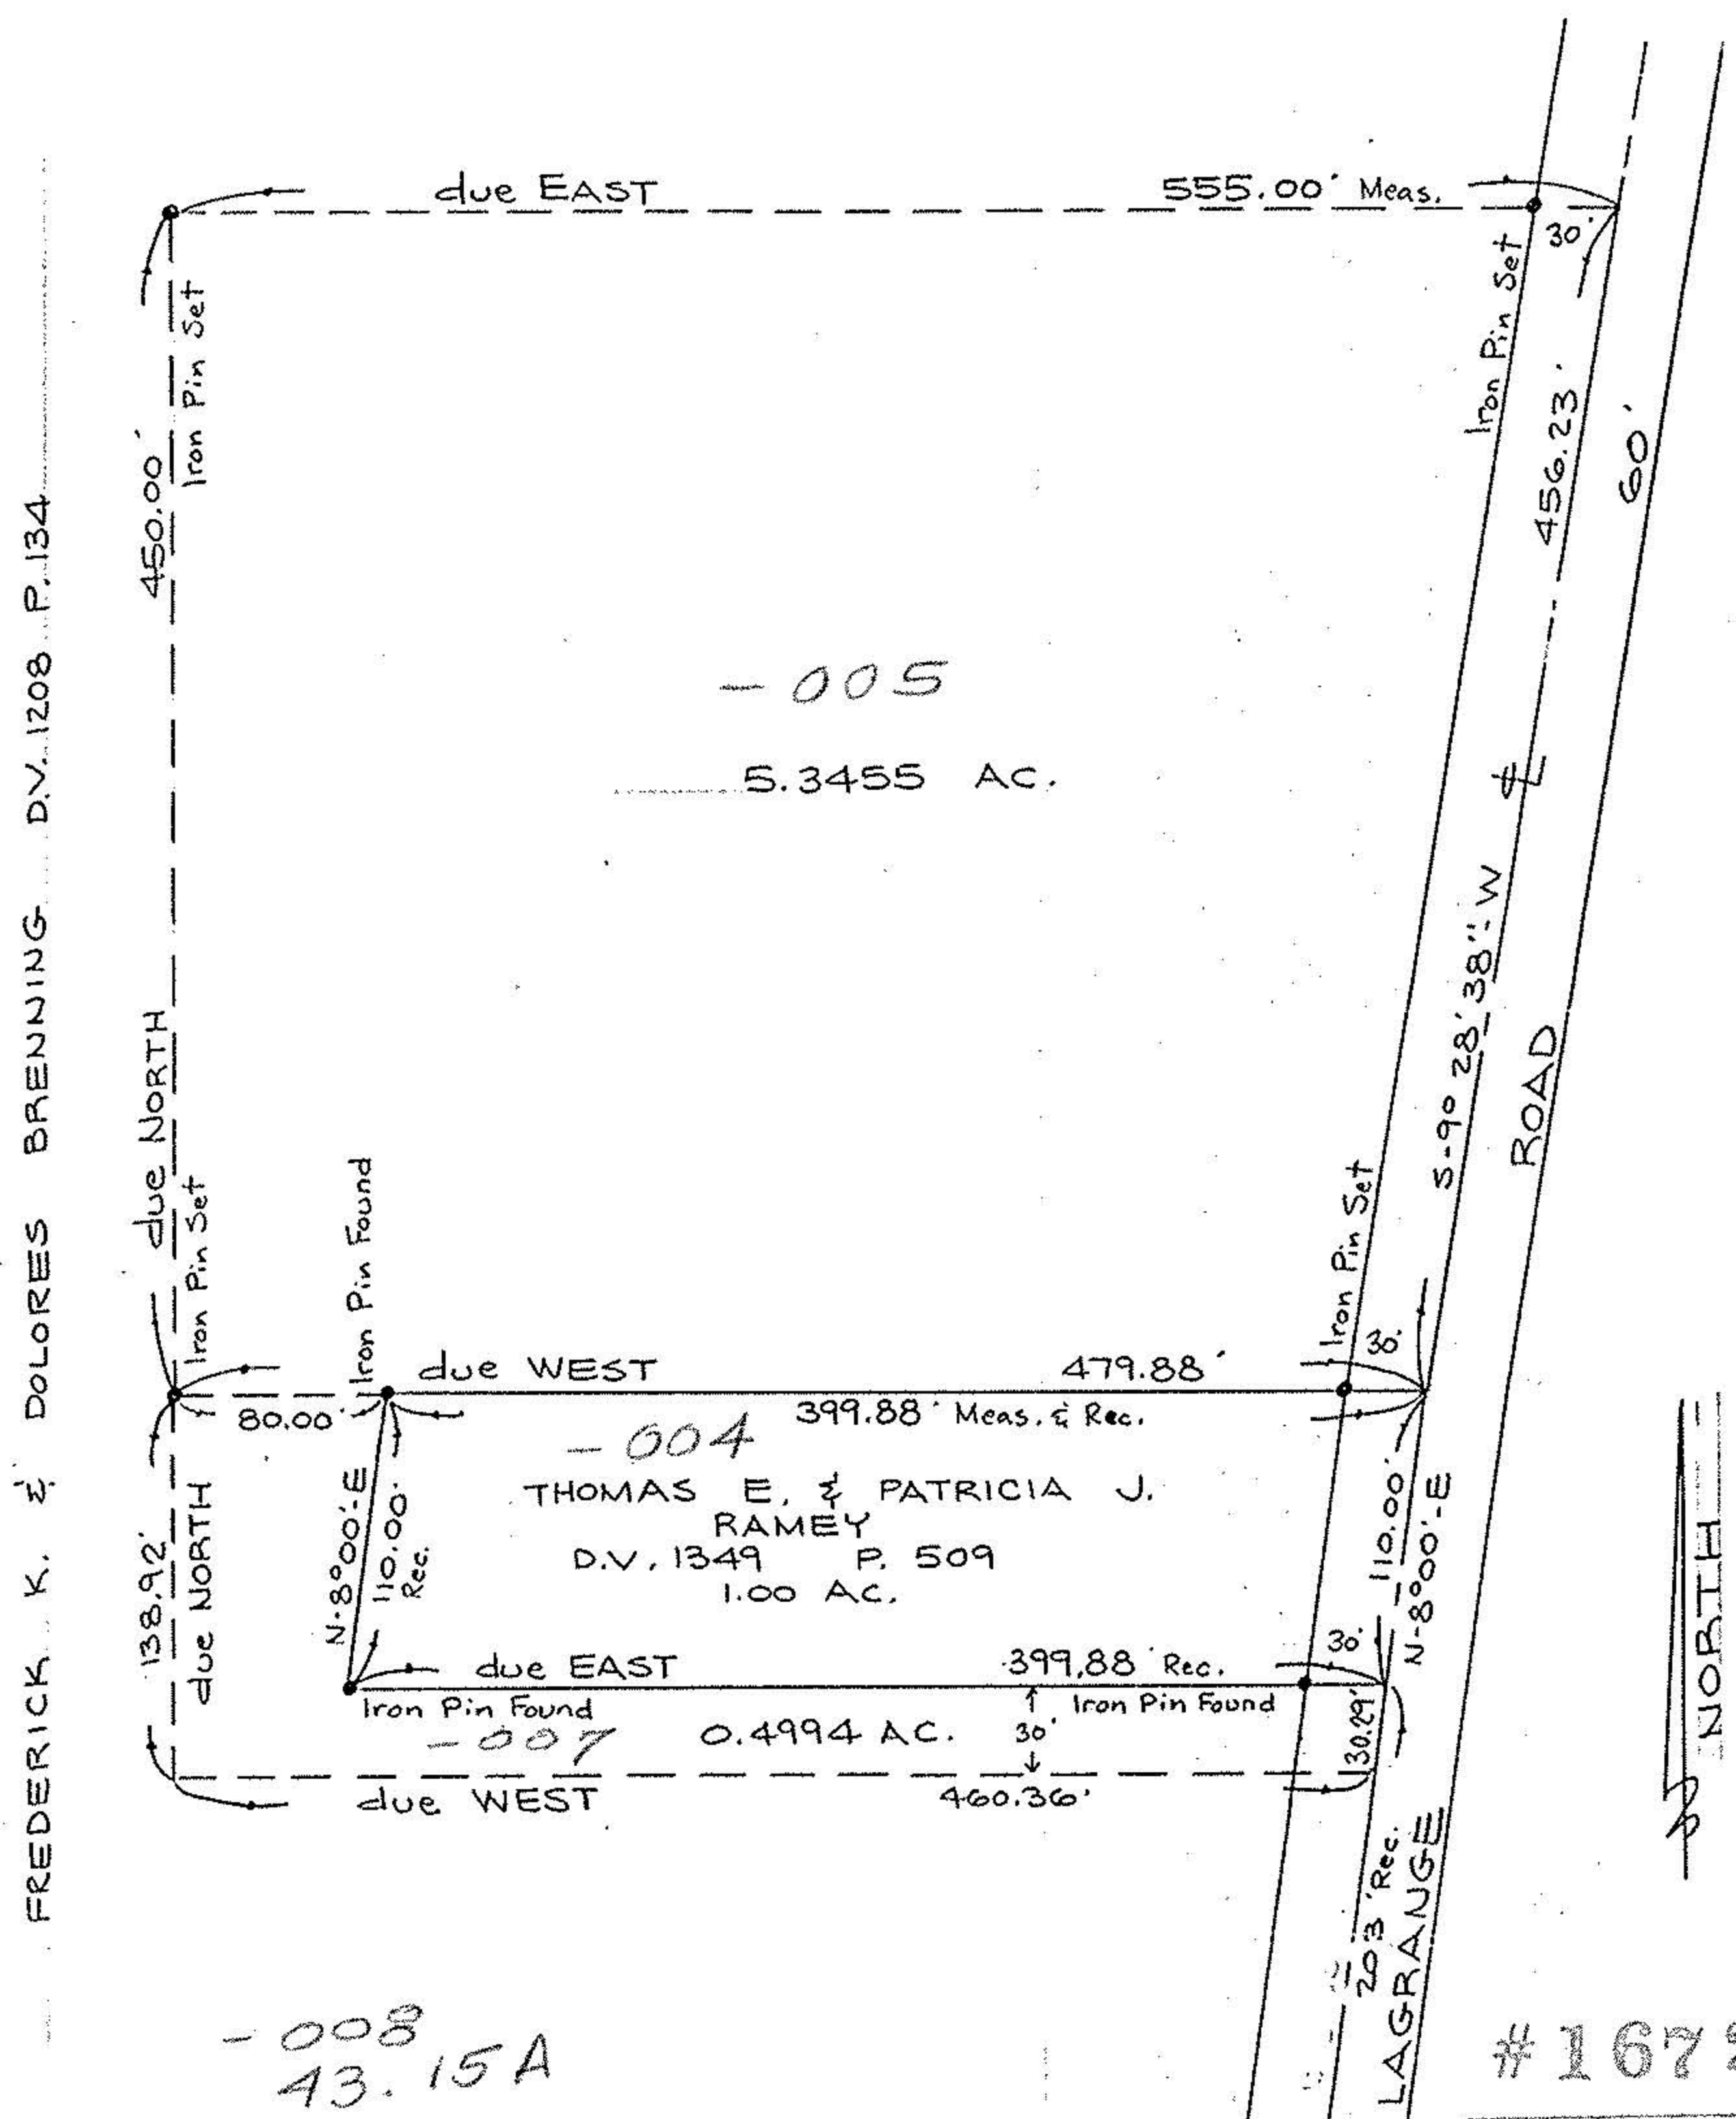 due EAST
555.00' Meas.
30'
Iron Pin Set
Iron Pin Set
450.00'
456.23'
60'
FREDERICK K. & DOLORES BRENNING D.V. 1208 P. 134
- 005
5.3455 AC.
℄
S-9° 28' 38"-W
ROAD
due NORTH
Iron Pin Set
Iron Pin Found
Iron Pin Set
30'
due WEST
479.88'
80.00'
399.88' Meas. & Rec.
- 004
THOMAS E. & PATRICIA J.
RAMEY
D.V. 1349 P. 509
1.00 AC.
N-8°00'-E
110.00'
Rec.
110.00'
N-8°00'-E
138.92'
due NORTH
due EAST
399.88' Rec.
30'
Iron Pin Found
Iron Pin Found
- 007
0.4994 AC.
30'
30.29'
due WEST
460.36'
203' Rec.
LAGRANGE
NORTH
- 008
43.15A
#167